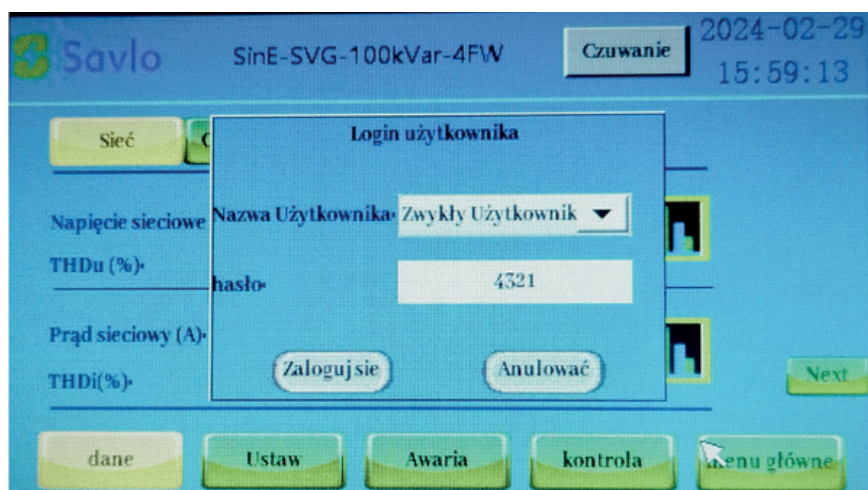 Savlo
SinE-SVG-100kVar-4FW
Czuwanie
2024-02-29
15:59:13
Sieć
Login użytkownika
Napięcie sieciowe
Nazwa Użytkownika:
Zwykły Użytkownik
THDu (%):
hasło:
4321
Prąd sieciowy (A):
Zaloguj sie
Anulować
THDi(%):
Next
dane
Ustaw
Awaria
kontrola
menu główne